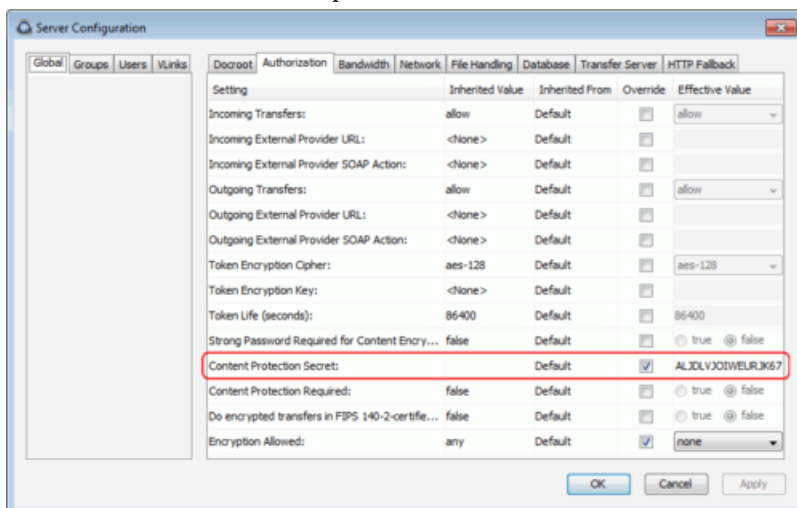 Server Configuration
Global Groups Users VLinks
Docroot Authorization Bandwidth Network File Handling Database Transfer Server HTTP Fallback
Setting Inherited Value Inherited From Override Effective Value
Incoming Transfers: allow Default allow
Incoming External Provider URL: <None> Default
Incoming External Provider SOAP Action: <None> Default
Outgoing Transfers: allow Default allow
Outgoing External Provider URL: <None> Default
Outgoing External Provider SOAP Action: <None> Default
Token Encryption Cipher: aes-128 Default aes-128
Token Encryption Key: <None> Default
Token Life (seconds): 86400 Default 86400
Strong Password Required for Content Encry... false Default true false
Content Protection Secret: Default ALJDLVJOIWEURJK67
Content Protection Required: false Default true false
Do encrypted transfers in FIPS 140-2-certifie... false Default true false
Encryption Allowed: any Default none
OK Cancel Apply